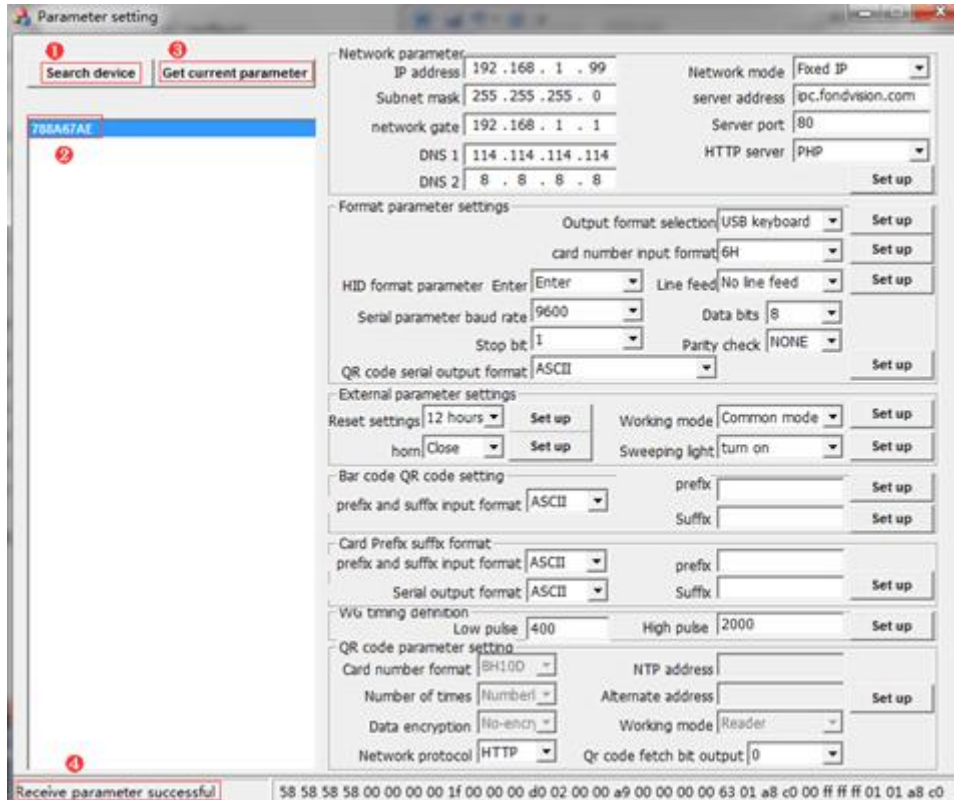 Parameter setting
1 3
Search device Get current parameter
788A67AE
2
Network parameter
IP address 192 .168 . 1 . 99 Network mode Fixed IP
Subnet mask 255 .255 .255 . 0 server address ipc.fondvision.com
network gate 192 .168 . 1 . 1 Server port 80
DNS 1 114 .114 .114 .114 HTTP server PHP
DNS 2 8 . 8 . 8 . 8 Set up
Format parameter settings
Output format selection USB keyboard Set up
card number input format 6H Set up
HID format parameter Enter Enter Line feed No line feed Set up
Serial parameter baud rate 9600 Data bits 8
Stop bit 1 Parity check NONE
QR code serial output format ASCII Set up
External parameter settings
Reset settings 12 hours Set up Working mode Common mode Set up
horn Close Set up Sweeping light turn on Set up
Bar code QR code setting
prefix and suffix input format ASCII prefix Set up
Suffix Set up
Card Prefix suffix format
prefix and suffix input format ASCII prefix
Serial output format ASCII Suffix Set up
WG timing definition
Low pulse 400 High pulse 2000 Set up
QR code parameter setting
Card number format BH10D NTP address
Number of times Numberl Alternate address Set up
Data encryption No-encr Working mode Reader
Network protocol HTTP Qr code fetch bit output 0
4
Receive parameter successful 58 58 58 58 00 00 00 00 1f 00 00 00 d0 02 00 00 a9 00 00 00 00 63 01 a8 c0 00 ff ff ff 01 01 a8 c0